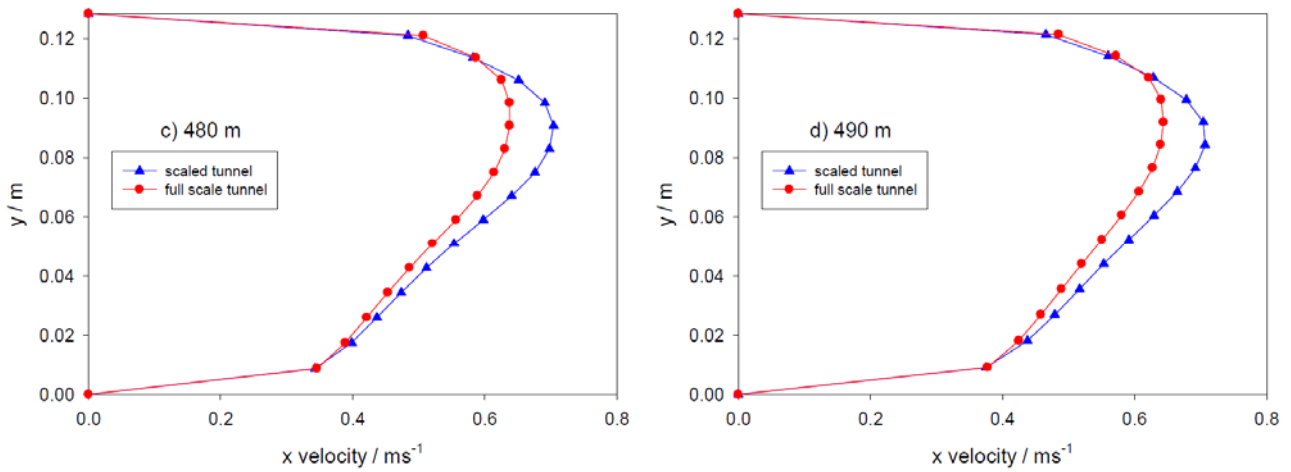 0.12
0.10
0.08
0.06
0.04
0.02
0.00
y / m
c) 480 m
scaled tunnel
full scale tunnel
0.0 0.2 0.4 0.6 0.8
x velocity / ms⁻¹
0.12
0.10
0.08
0.06
0.04
0.02
0.00
y / m
d) 490 m
scaled tunnel
full scale tunnel
0.0 0.2 0.4 0.6 0.8
x velocity / ms⁻¹